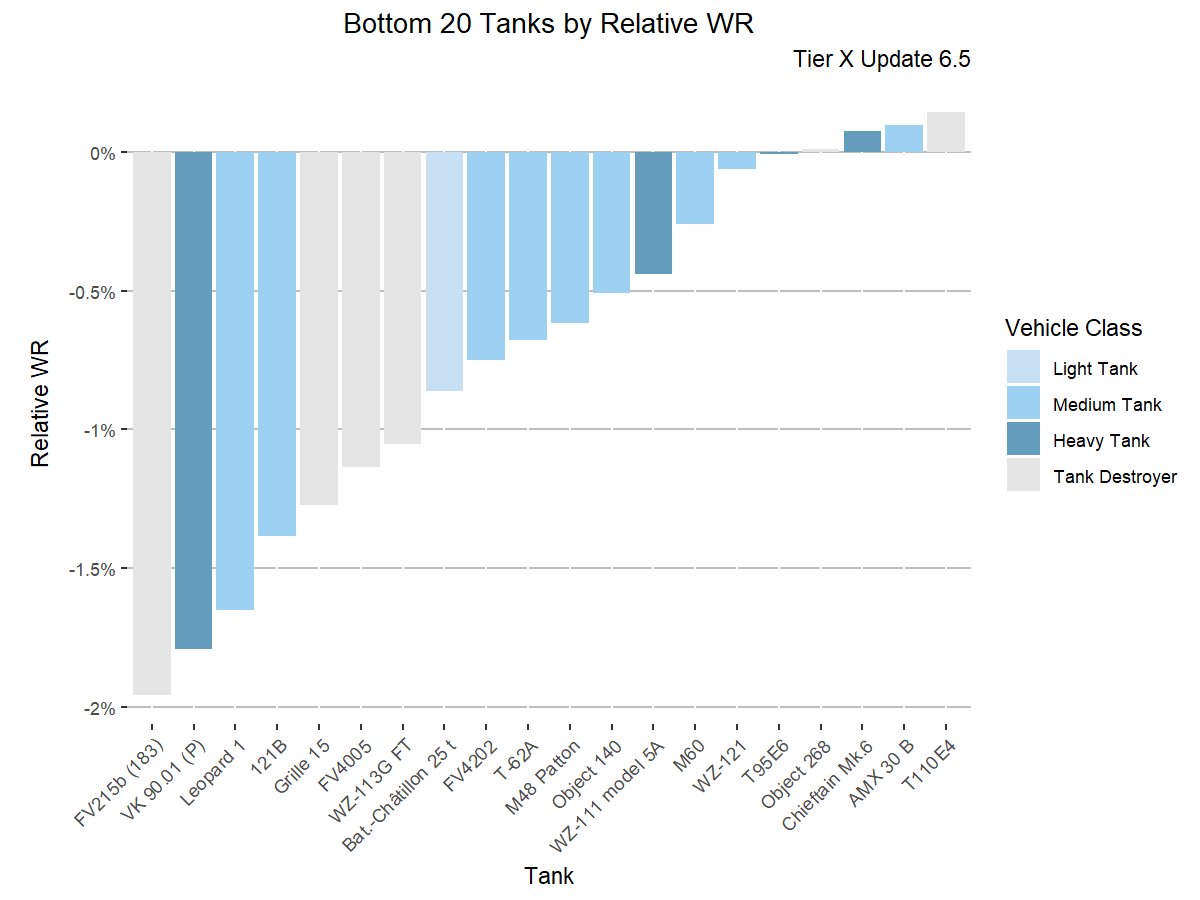 Bottom 20 Tanks by Relative WR
Tier X Update 6.5
0%
-0.5%
-1%
-1.5%
-2%
Relative WR
FV215b (183)
VK 90.01 (P)
Leopard 1
121B
Grille 15
FV4005
WZ-113G FT
Bat.-Châtillon 25 t
FV4202
T-62A
M48 Patton
Object 140
WZ-111 model 5A
M60
WZ-121
T95E6
Object 268
Chieftain Mk.6
AMX 30 B
T110E4
Tank
Vehicle Class
Light Tank
Medium Tank
Heavy Tank
Tank Destroyer